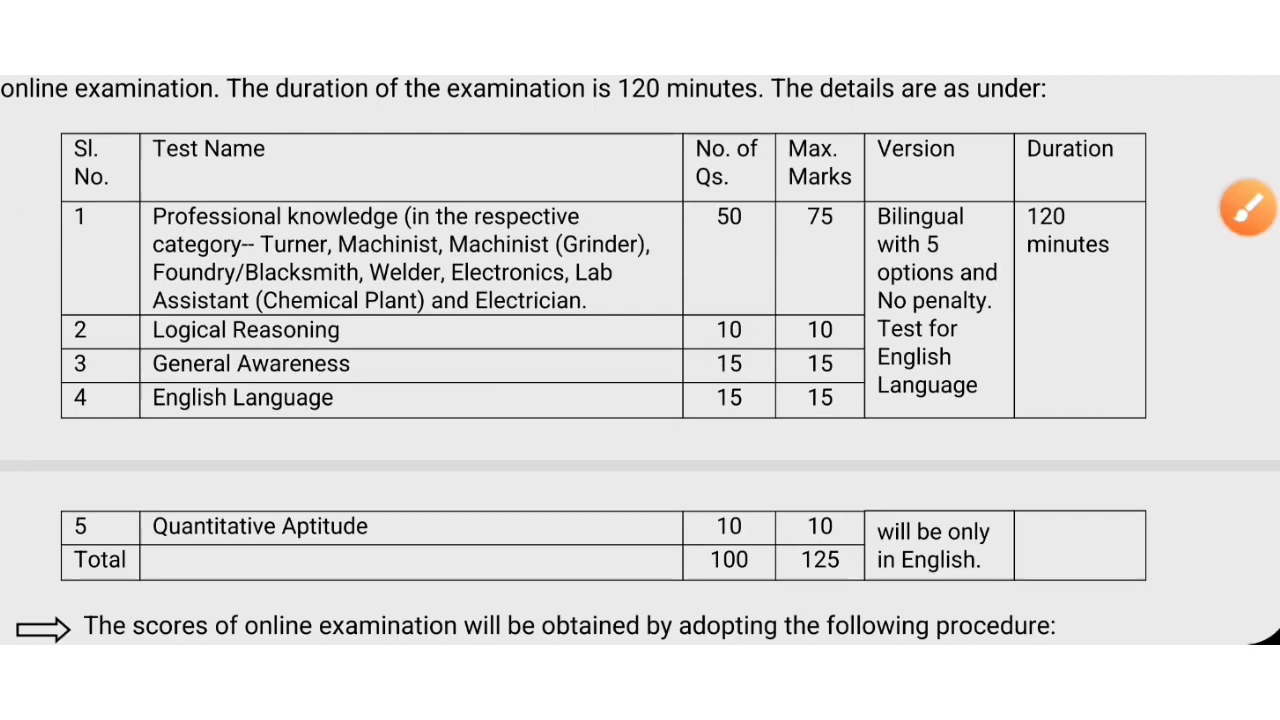 online examination. The duration of the examination is 120 minutes. The details are as under:
Sl. No. Test Name No. of Qs. Max. Marks Version Duration
1 Professional knowledge (in the respective category-- Turner, Machinist, Machinist (Grinder), Foundry/Blacksmith, Welder, Electronics, Lab Assistant (Chemical Plant) and Electrician. 50 75 Bilingual with 5 options and No penalty. Test for English Language 120 minutes
2 Logical Reasoning 10 10
3 General Awareness 15 15
4 English Language 15 15
5 Quantitative Aptitude 10 10 will be only in English.
Total 100 125
The scores of online examination will be obtained by adopting the following procedure: